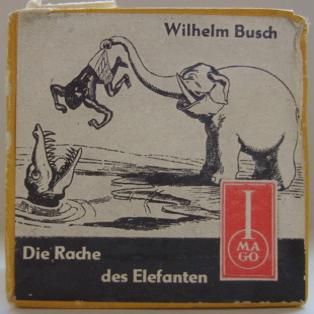 Wilhelm Busch
I
MA
GO
Die Rache
des Elefanten